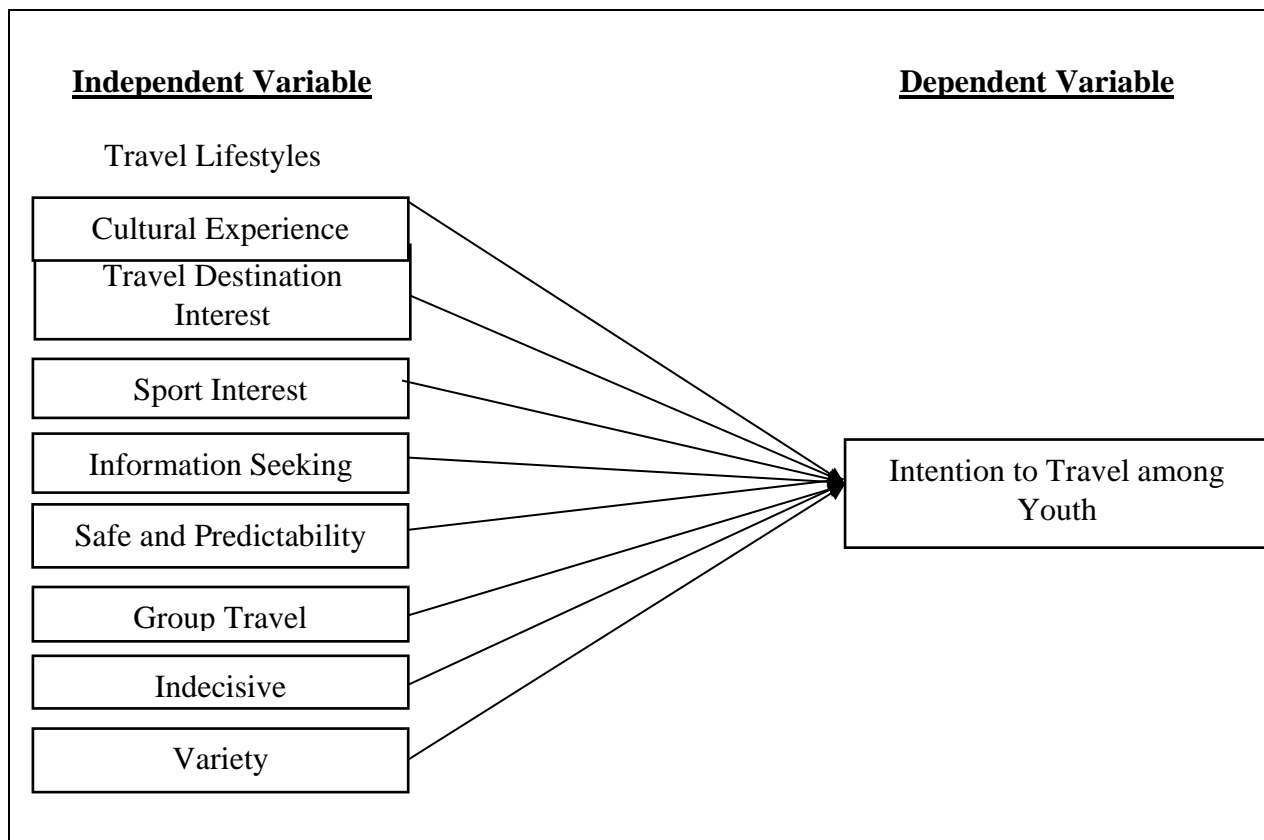 Independent Variable
Dependent Variable
Travel Lifestyles
Cultural Experience
Travel Destination
Interest
Sport Interest
Information Seeking
Safe and Predictability
Group Travel
Indecisive
Variety
Intention to Travel among
Youth